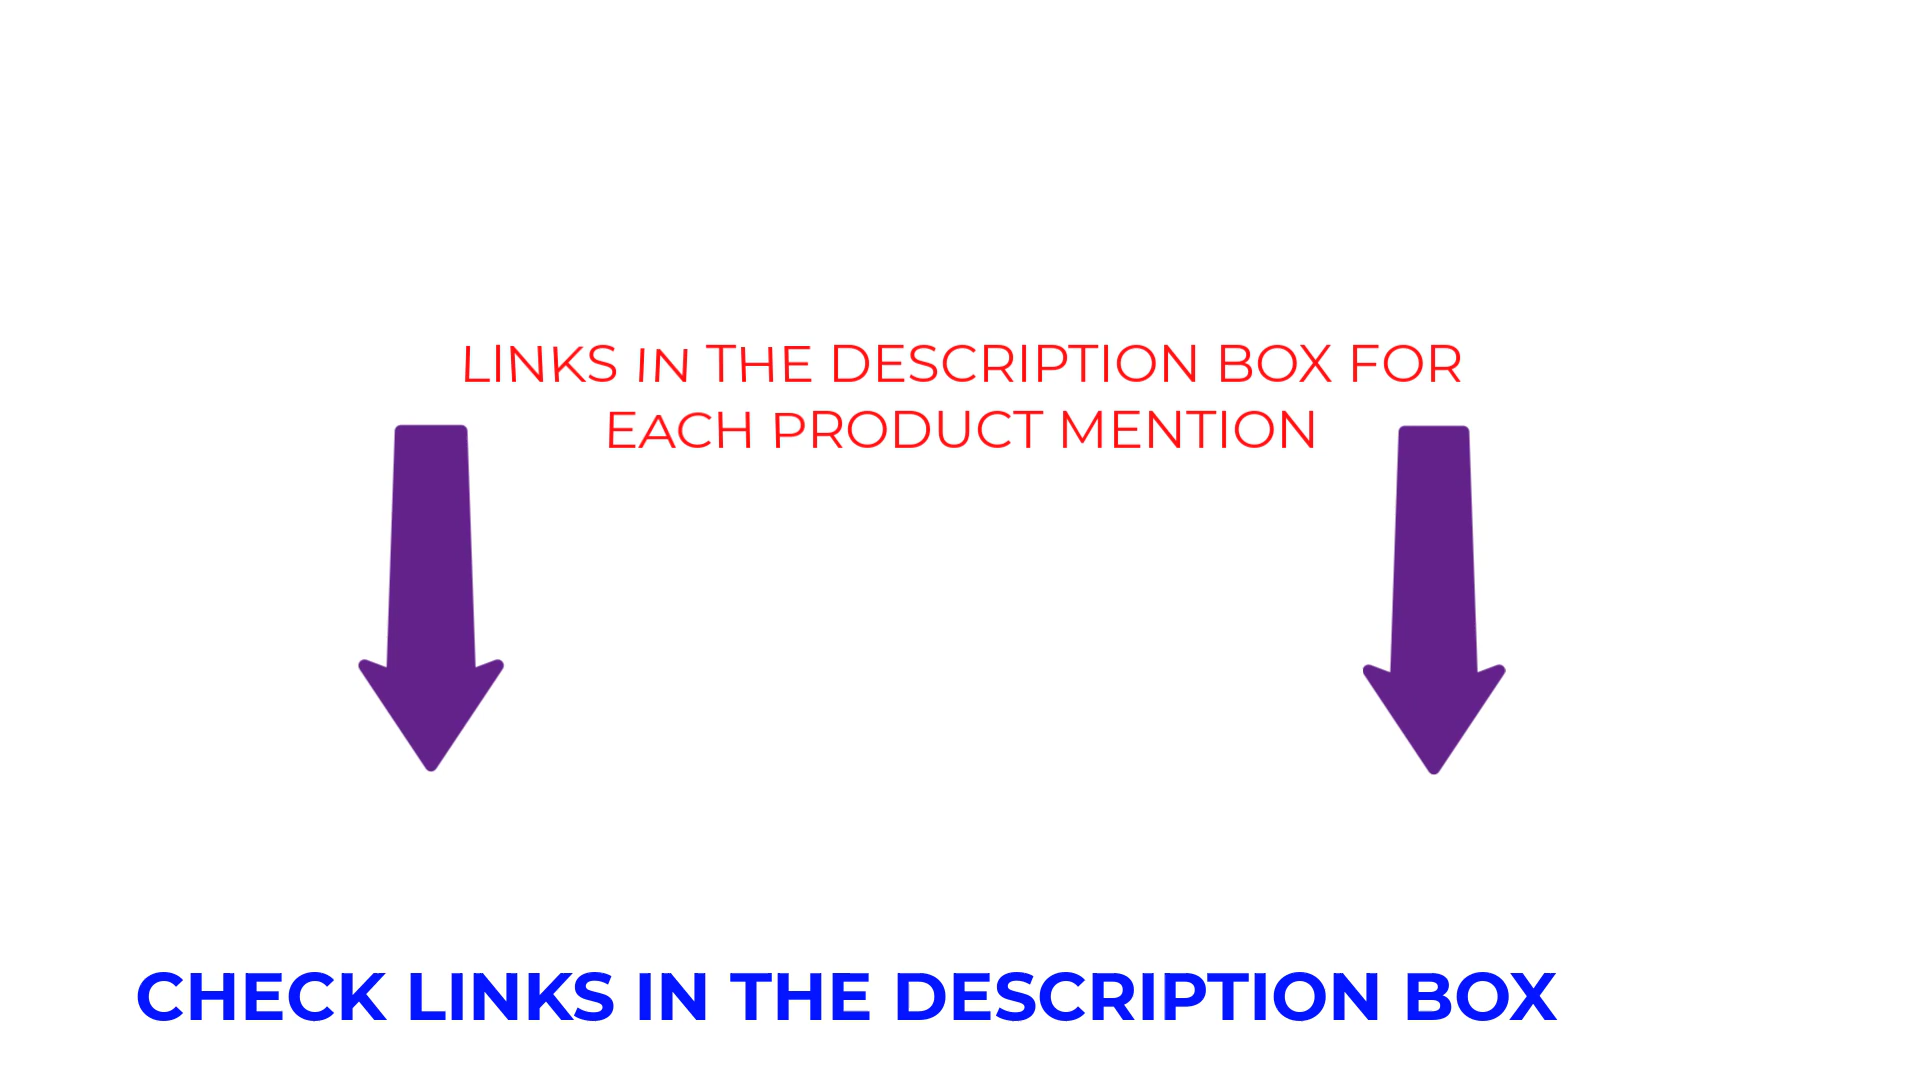 LINKS IN THE DESCRIPTION BOX FOR
EACH PRODUCT MENTION
CHECK LINKS IN THE DESCRIPTION BOX